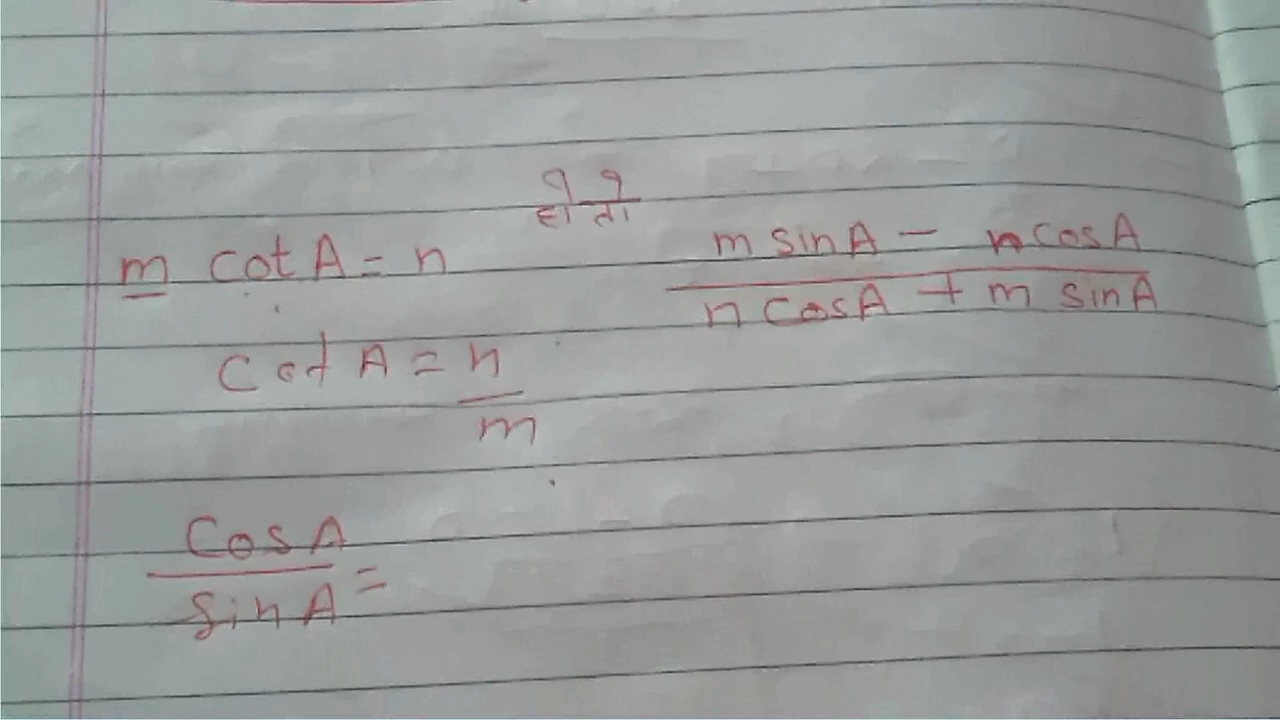 m cot A = n
m sin A - n cos A
n cos A + m sin A
cot A = n
m
cos A
sin A =